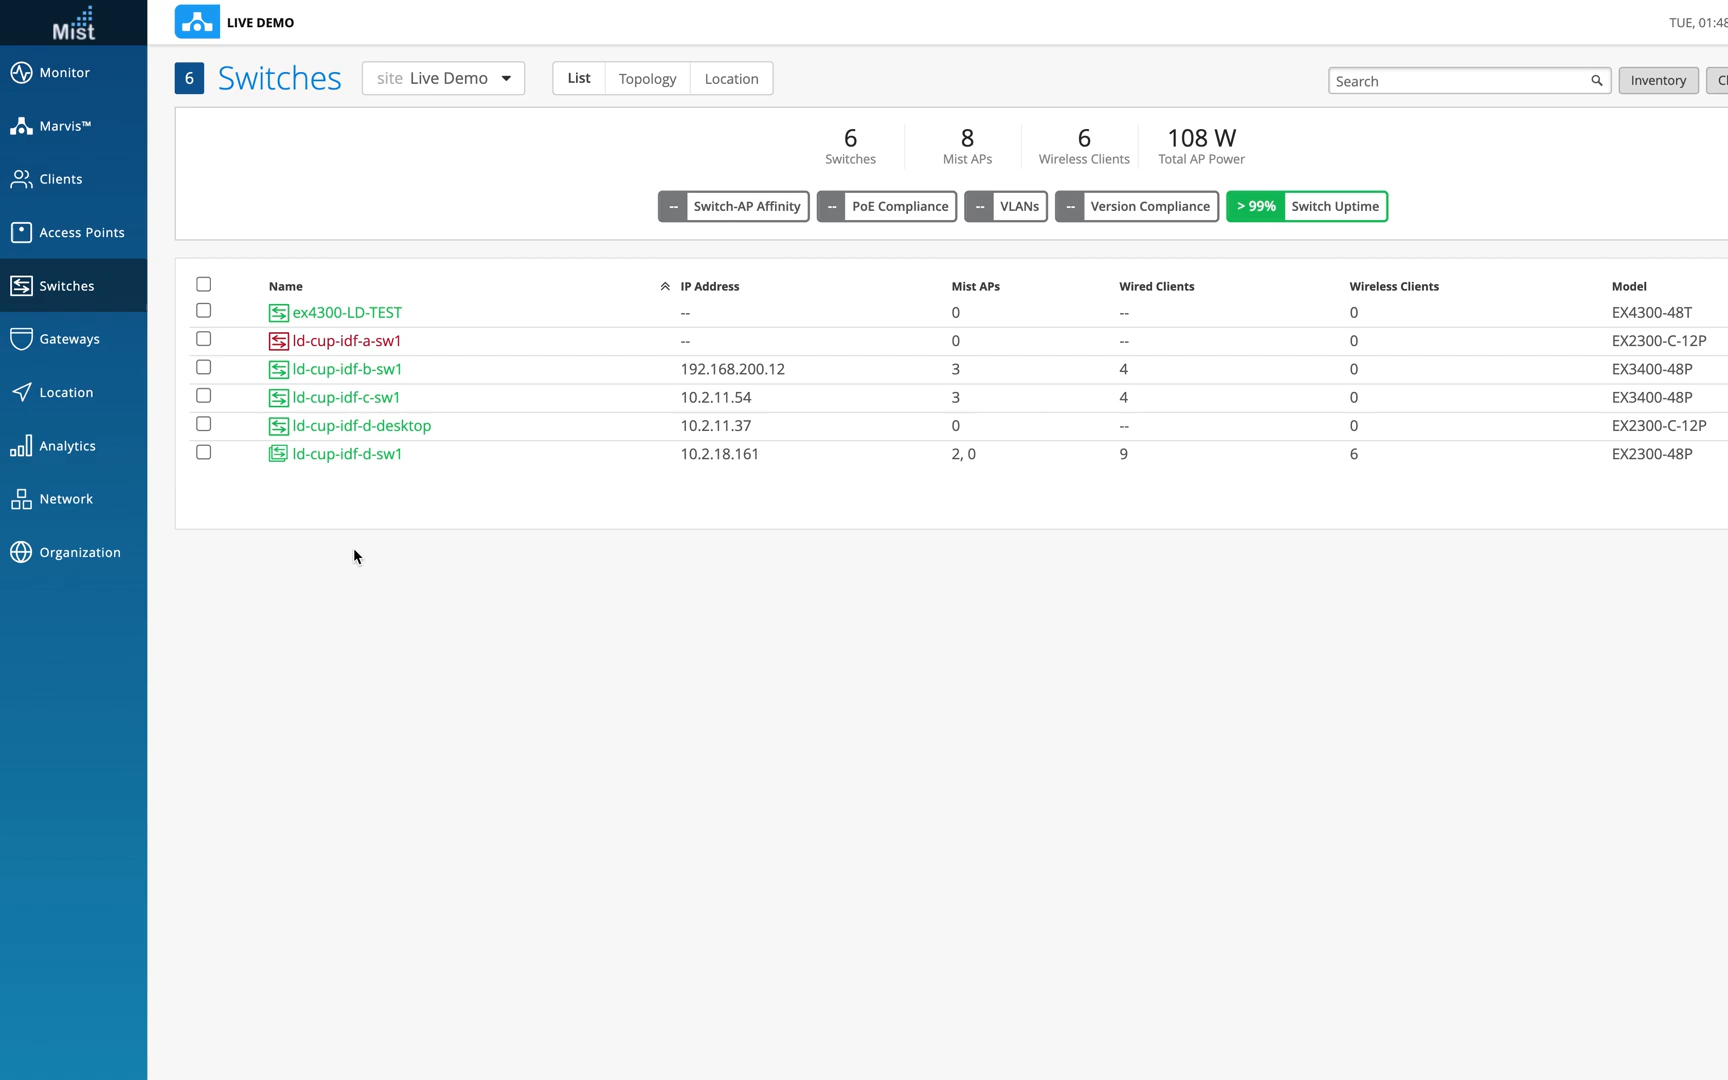 Mist
LIVE DEMO
TUE, 01:48
Monitor
Marvis™
Clients
Access Points
Switches
Gateways
Location
Analytics
Network
Organization
6 Switches site Live Demo List Topology Location Search Inventory
6 8 6 108 W
Switches Mist APs Wireless Clients Total AP Power
-- Switch-AP Affinity -- PoE Compliance -- VLANs -- Version Compliance > 99% Switch Uptime
Name IP Address Mist APs Wired Clients Wireless Clients Model
ex4300-LD-TEST -- 0 -- 0 EX4300-48T
ld-cup-idf-a-sw1 -- 0 -- 0 EX2300-C-12P
ld-cup-idf-b-sw1 192.168.200.12 3 4 0 EX3400-48P
ld-cup-idf-c-sw1 10.2.11.54 3 4 0 EX3400-48P
ld-cup-idf-d-desktop 10.2.11.37 0 -- 0 EX2300-C-12P
ld-cup-idf-d-sw1 10.2.18.161 2, 0 9 6 EX2300-48P